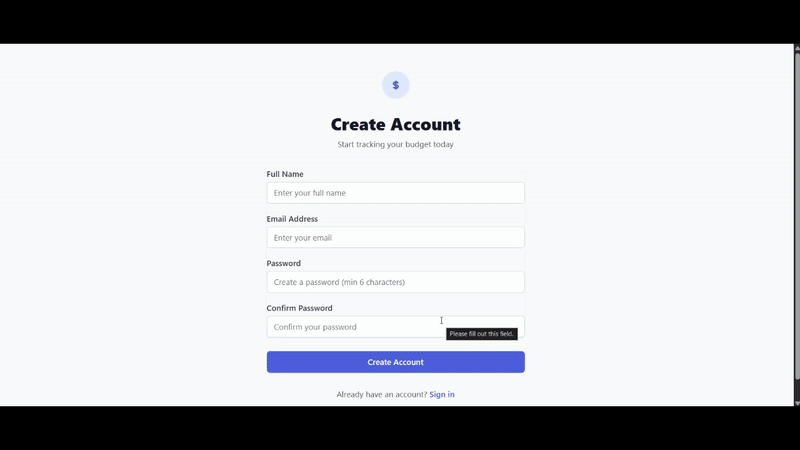 $
Create Account
Start tracking your budget today
Full Name
Enter your full name
Email Address
Enter your email
Password
Create a password (min 6 characters)
Confirm Password
Confirm your password
Please fill out this field.
Create Account
Already have an account? Sign in